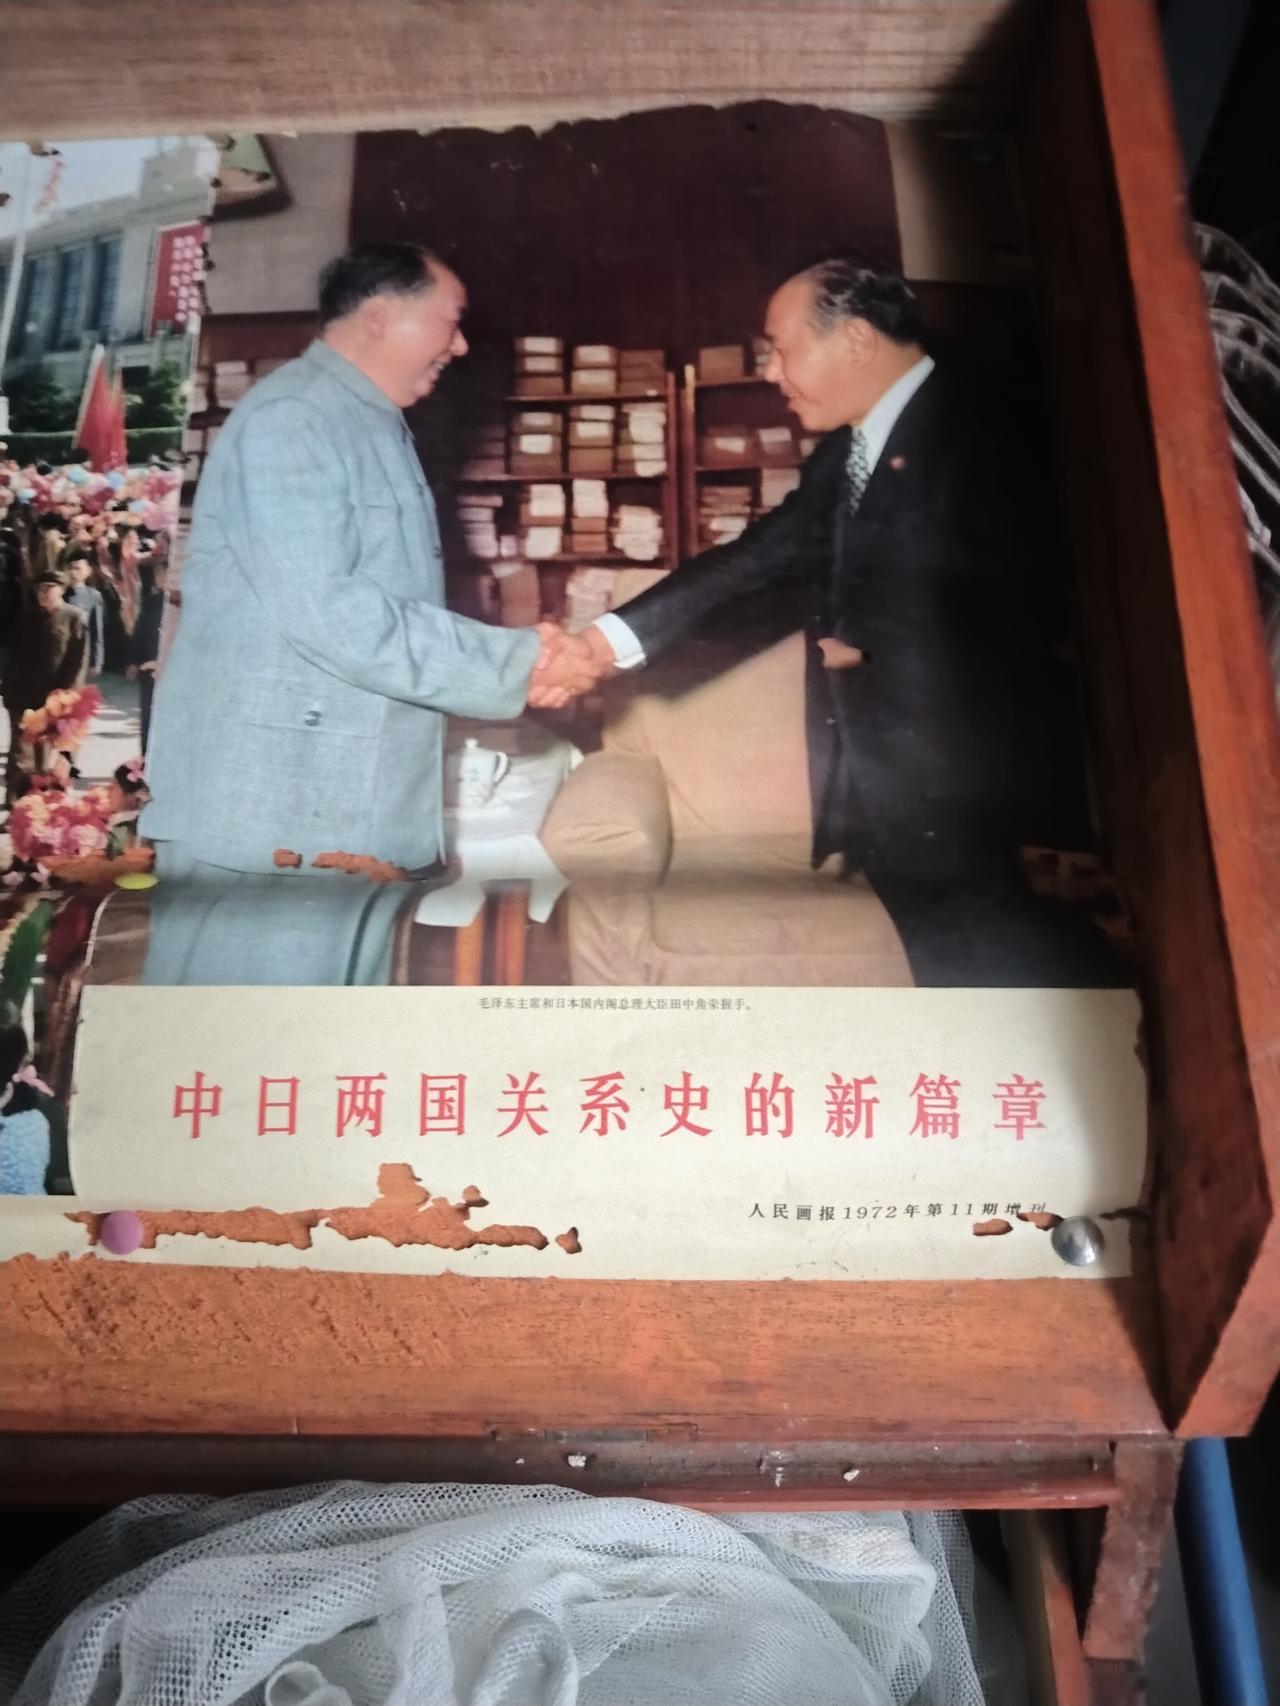 毛泽东主席和日本国内阁总理大臣田中角荣握手。
中日两国关系史的新篇章
人民画报1972年第11期增刊